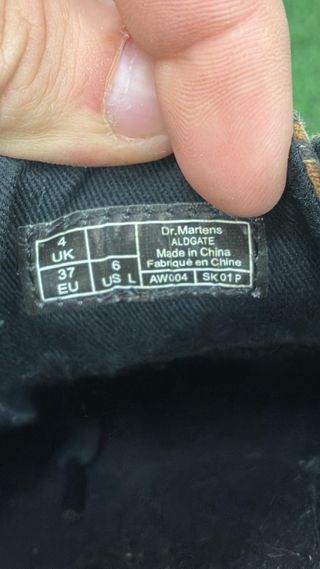 4
UK
37
EU
6
US L
Dr.Martens
ALDGATE
Made in China
Fabriqué en Chine
AW004
SK01P